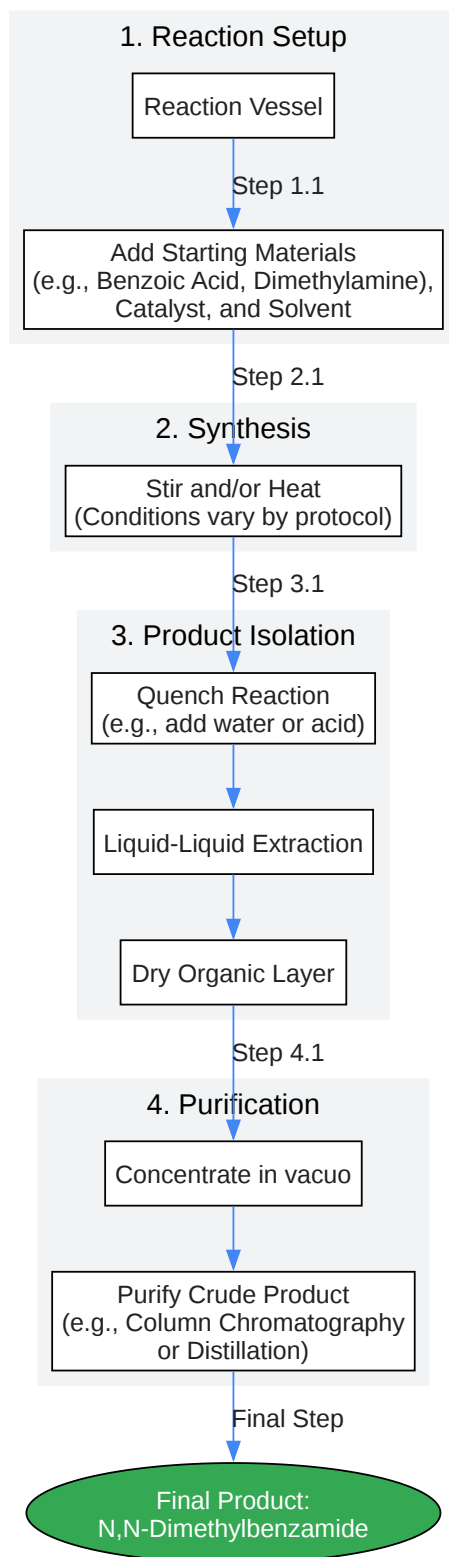 1. Reaction Setup
Reaction Vessel
Step 1.1
Add Starting Materials
(e.g., Benzoic Acid, Dimethylamine),
Catalyst, and Solvent
Step 2.1
2. Synthesis
Stir and/or Heat
(Conditions vary by protocol)
Step 3.1
3. Product Isolation
Quench Reaction
(e.g., add water or acid)
Liquid-Liquid Extraction
Dry Organic Layer
Step 4.1
4. Purification
Concentrate in vacuo
Purify Crude Product
(e.g., Column Chromatography
or Distillation)
Final Step
Final Product:
N,N-Dimethylbenzamide